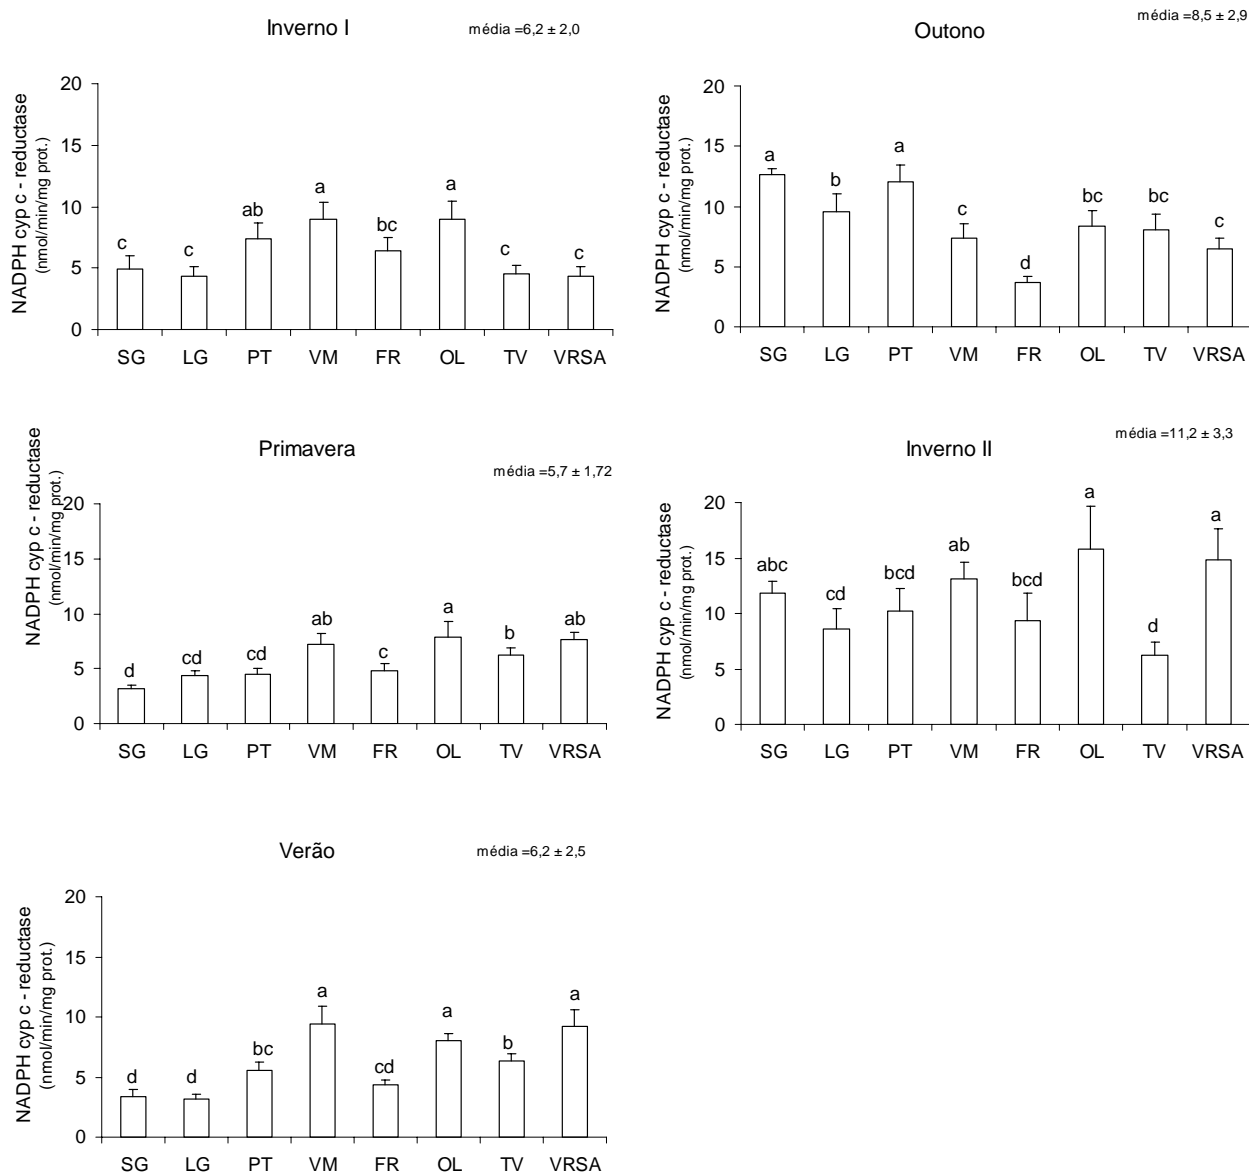 Inverno I
média =6,2 ± 2,0
NADPH cyp c - reductase
(nmol/min/mg prot.)
20
15
10
5
0
c c ab a bc a c c
SG LG PT VM FR OL TV VRSA
Outono
média =8,5 ± 2,9
NADPH cyp c - reductase
(nmol/min/mg prot.)
20
15
10
5
0
a b a c d bc bc c
SG LG PT VM FR OL TV VRSA
Primavera
média =5,7 ± 1,72
NADPH cyp c - reductase
(nmol/min/mg prot.)
20
15
10
5
0
d cd cd ab c a b ab
SG LG PT VM FR OL TV VRSA
Inverno II
média =11,2 ± 3,3
NADPH cyp c - reductase
(nmol/min/mg prot.)
20
15
10
5
0
abc cd bcd ab bcd a d a
SG LG PT VM FR OL TV VRSA
Verão
média =6,2 ± 2,5
NADPH cyp c - reductase
(nmol/min/mg prot.)
20
15
10
5
0
d d bc a cd a b a
SG LG PT VM FR OL TV VRSA